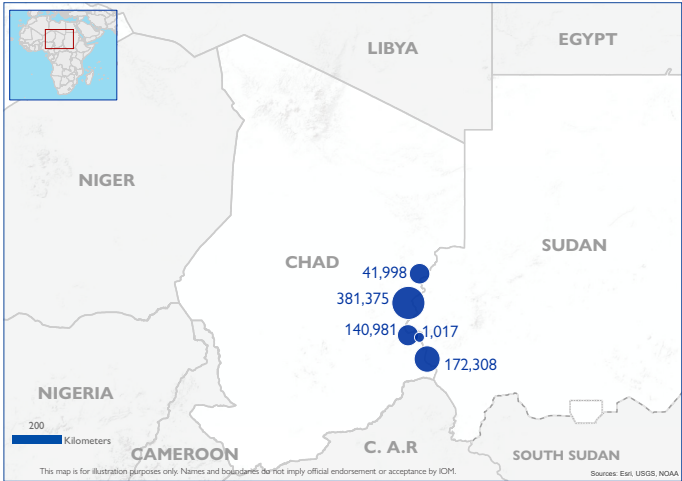 LIBYA
EGYPT
NIGER
CHAD
SUDAN
41,998
381,375
140,981
1,017
172,308
NIGERIA
200
Kilometers
CAMEROON
C. A.R
SOUTH SUDAN
This map is for illustration purposes only. Names and boundaries do not imply official endorsement or acceptance by IOM.
Sources: Esri, USGS, NOAA